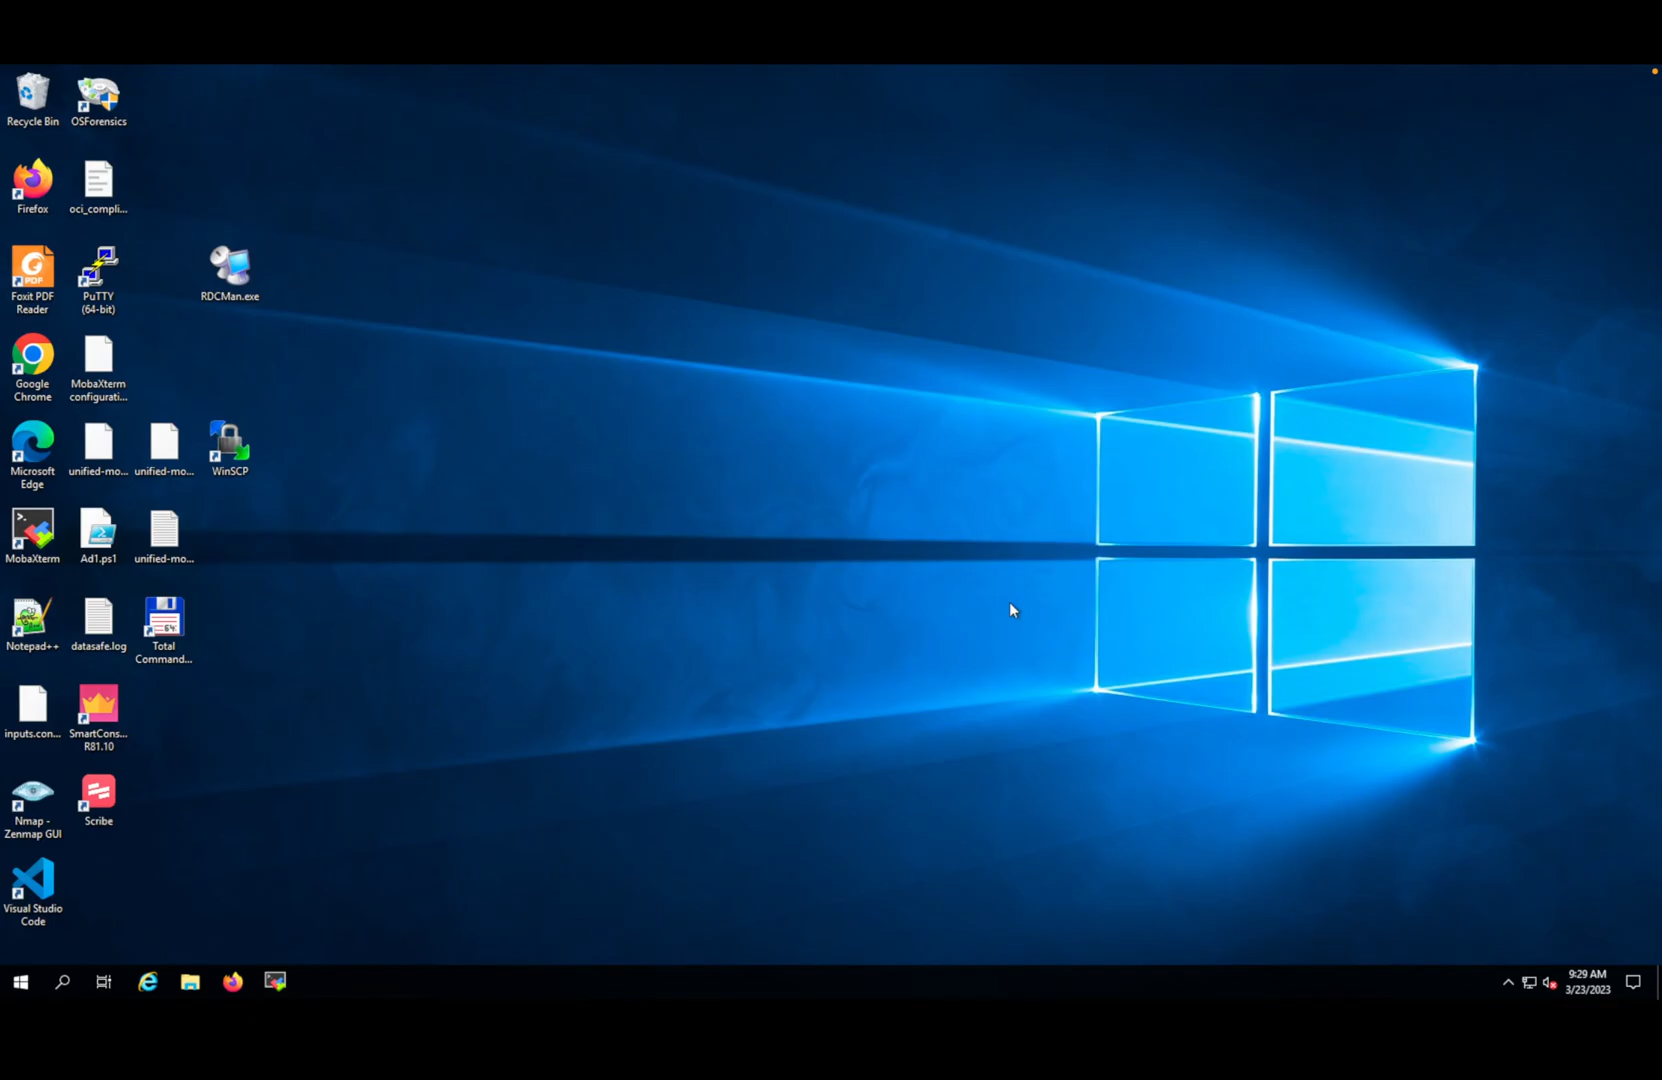 Recycle Bin
OSForensics
Firefox
oci_compli...
Foxit PDF
Reader
PuTTY
(64-bit)
RDCMan.exe
Google
Chrome
MobaXterm
configurati...
Microsoft
Edge
unified-mo...
unified-mo...
WinSCP
MobaXterm
Ad1.ps1
unified-mo...
Notepad++
datasafe.log
64
Total
Command...
inputs.con...
SmartCons...
R81.10
Nmap -
Zenmap GUI
Scribe
Visual Studio
Code
9:29 AM
3/23/2023